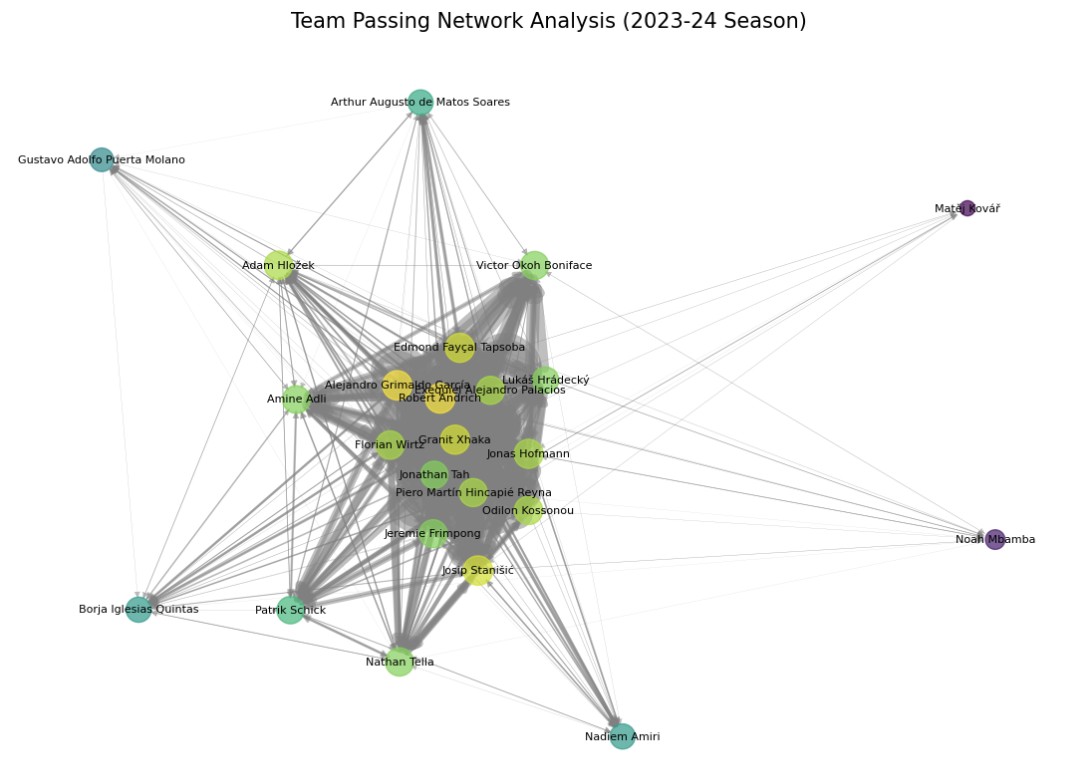 Team Passing Network Analysis (2023-24 Season)
Arthur Augusto de Matos Soares
Gustavo Adolfo Puerta Molano
Matěj Kovář
Adam Hložek
Victor Okoh Boniface
Edmond Fayçal Tapsoba
Lukáš Hrádecký
Alejandro Grimaldo García
Exequiel Alejandro Palacios
Amine Adli
Robert Andrich
Granit Xhaka
Florian Wirtz
Jonas Hofmann
Jonathan Tah
Piero Martín Hincapié Reyna
Odilon Kossonou
Jeremie Frimpong
Noah Mbamba
Josip Stanišić
Borja Iglesias Quintas
Patrik Schick
Nathan Tella
Nadiem Amiri